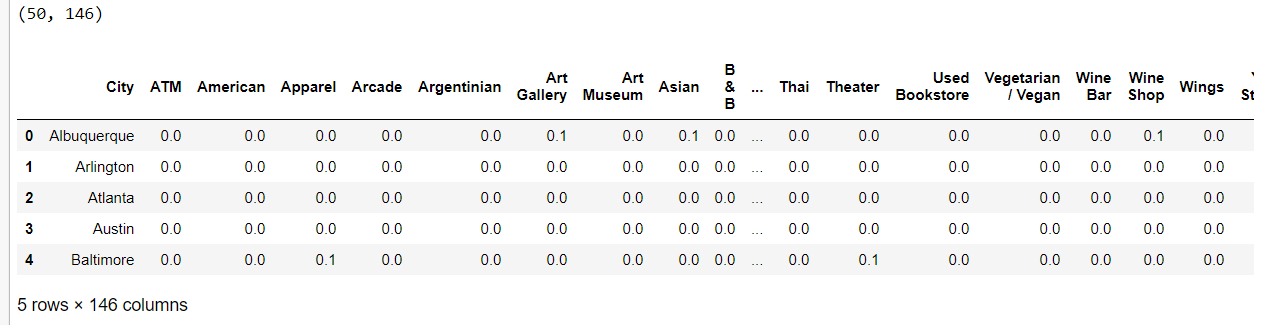 (50, 146)
City ATM American Apparel Arcade Argentinian Art Gallery Art Museum Asian B & B ... Thai Theater Used Bookstore Vegetarian / Vegan Wine Bar Wine Shop Wings
0 Albuquerque 0.0 0.0 0.0 0.0 0.0 0.1 0.0 0.1 0.0 ... 0.0 0.0 0.0 0.0 0.0 0.1 0.0
1 Arlington 0.0 0.0 0.0 0.0 0.0 0.0 0.0 0.0 0.0 ... 0.0 0.0 0.0 0.0 0.0 0.0 0.0
2 Atlanta 0.0 0.0 0.0 0.0 0.0 0.0 0.0 0.0 0.0 ... 0.0 0.0 0.0 0.0 0.0 0.0 0.0
3 Austin 0.0 0.0 0.0 0.0 0.0 0.0 0.0 0.0 0.0 ... 0.0 0.0 0.0 0.0 0.0 0.0 0.0
4 Baltimore 0.0 0.0 0.1 0.0 0.0 0.0 0.0 0.0 0.0 ... 0.0 0.1 0.0 0.0 0.0 0.0 0.0
5 rows × 146 columns